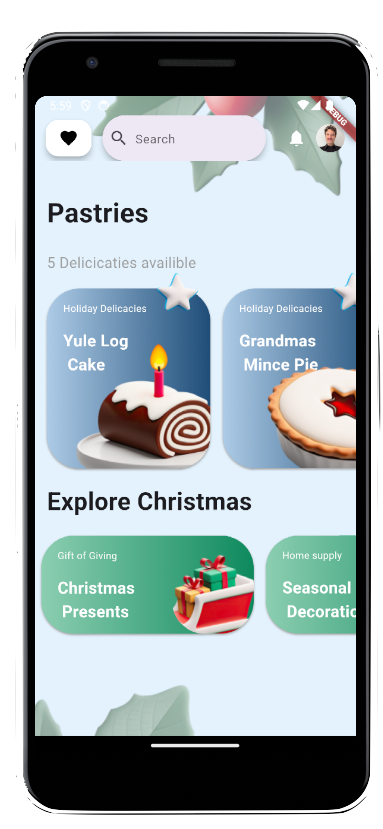 5:59
DEBUG
Search
Pastries
5 Delicicaties availible
Holiday Delicacies
Yule Log
Cake
Holiday Delicacies
Grandmas
Mince Pie
Explore Christmas
Gift of Giving
Christmas
Presents
Home supply
Seasonal
Decoratic